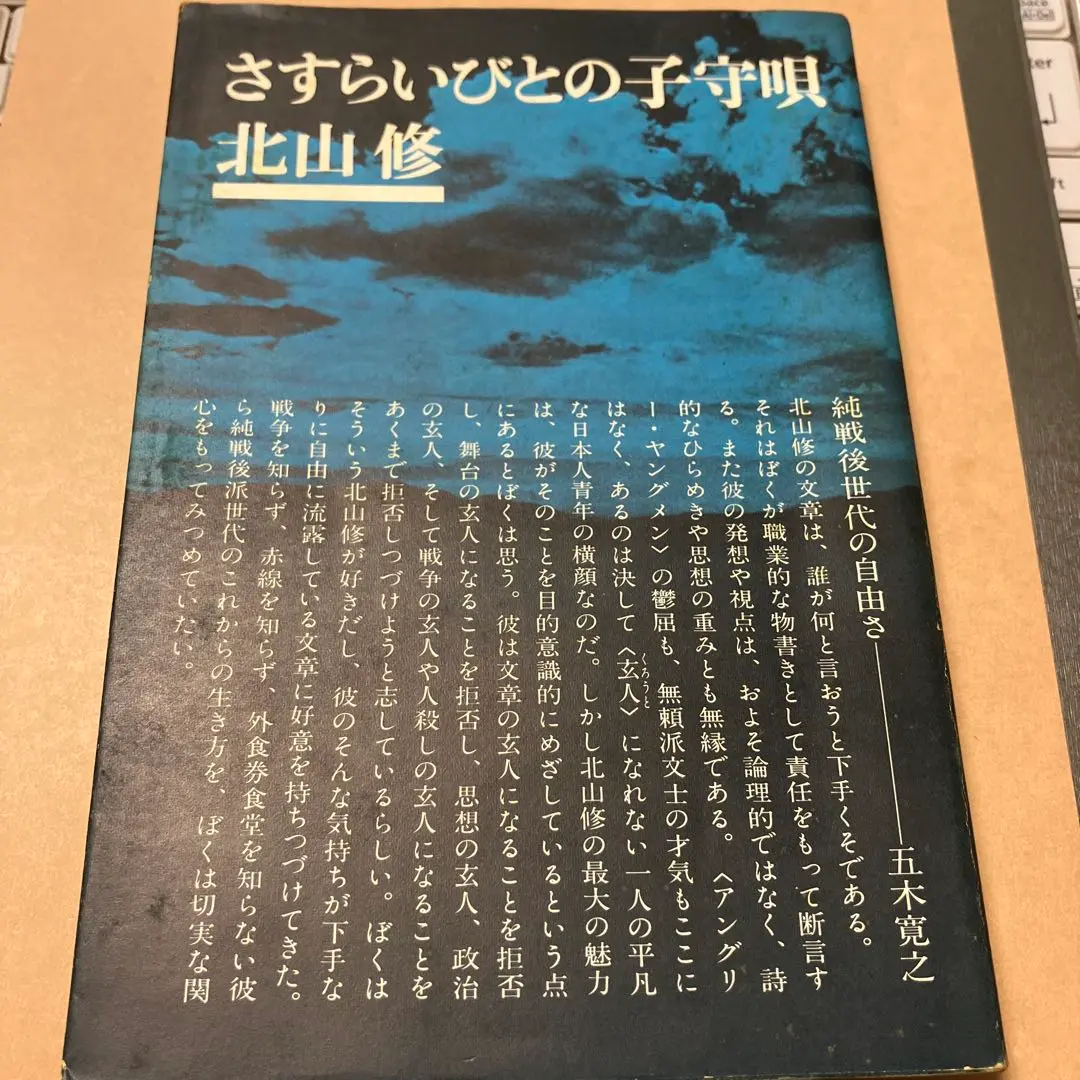 さすらいびとの子守唄
北山 修
純戦後世代の自由さ――五木寛之
北山修の文章は、誰が何と言おうと下手くそである。
それはぼくが職業的な物書きとして責任をもって断言す
る。また彼の発想や視点は、およそ論理的ではなく、詩
的なひらめきや思想の重みとも無縁である。〈アングリ
ー・ヤングメン〉の鬱屈も、無頼派文士の才気もここに
はなく、あるのは決して〈玄人〉になれない一人の平凡
くろうと
な日本人青年の横顔なのだ。しかし北山修の最大の魅力
は、彼がそのことを目的意識的にめざしているという点
にあるとぼくは思う。彼は文章の玄人になることを拒否
し、舞台の玄人になることを拒否し、思想の玄人、政治
の玄人、そして戦争の玄人や人殺しの玄人になることを
あくまで拒否しつづけようと志しているらしい。ぼくは
そういう北山修が好きだし、彼のそんな気持ちが下手な
りに自由に流露している文章に好意を持ちつづけてきた。
戦争を知らず、赤線を知らず、外食券食堂を知らない彼
ら純戦後派世代のこれからの生き方を、ぼくは切実な関
心をもってみつめていたい。
ter
ft